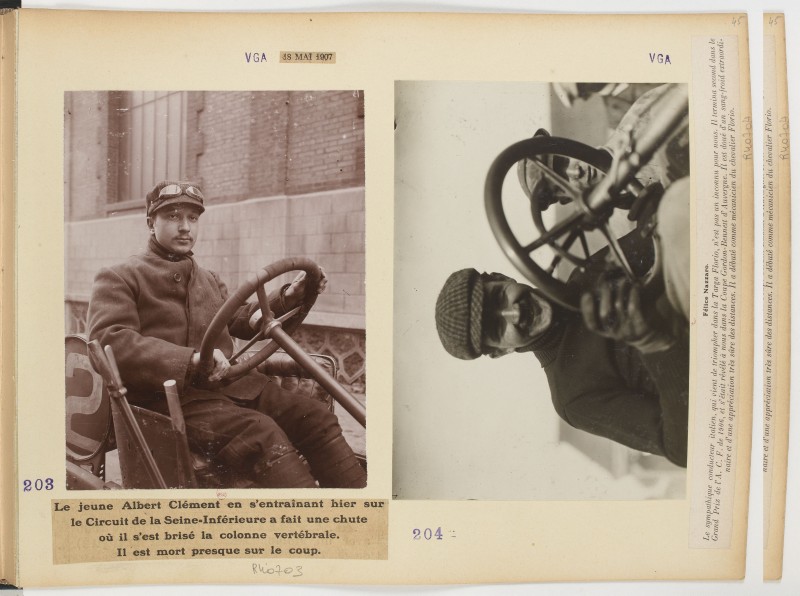 VGA
18 MAI 1907
VGA
45
45
203
Le jeune Albert Clément en s'entraînant hier sur
le Circuit de la Seine-Inférieure a fait une chute
où il s'est brisé la colonne vertébrale.
Il est mort presque sur le coup.
R40703
204
Félice Nazzaro.
Le sympathique conducteur italien, qui vient de triompher dans la Targa Florio, n'est pas un inconnu pour nous. Il termina second dans le
Grand Prix de l'A. C. F. de 1906, et s'était révélé à nous dans la Coupe Gordon-Bennett d'Auvergne. Il est doué d'un sang-froid extraordi-
naire et d'une appréciation très sûre des distances. Il a débuté comme mécanicien du chevalier Florio.
R40704
naire et d'une appréciation très sûre des distances. Il a débuté comme mécanicien du chevalier Florio.
R40704